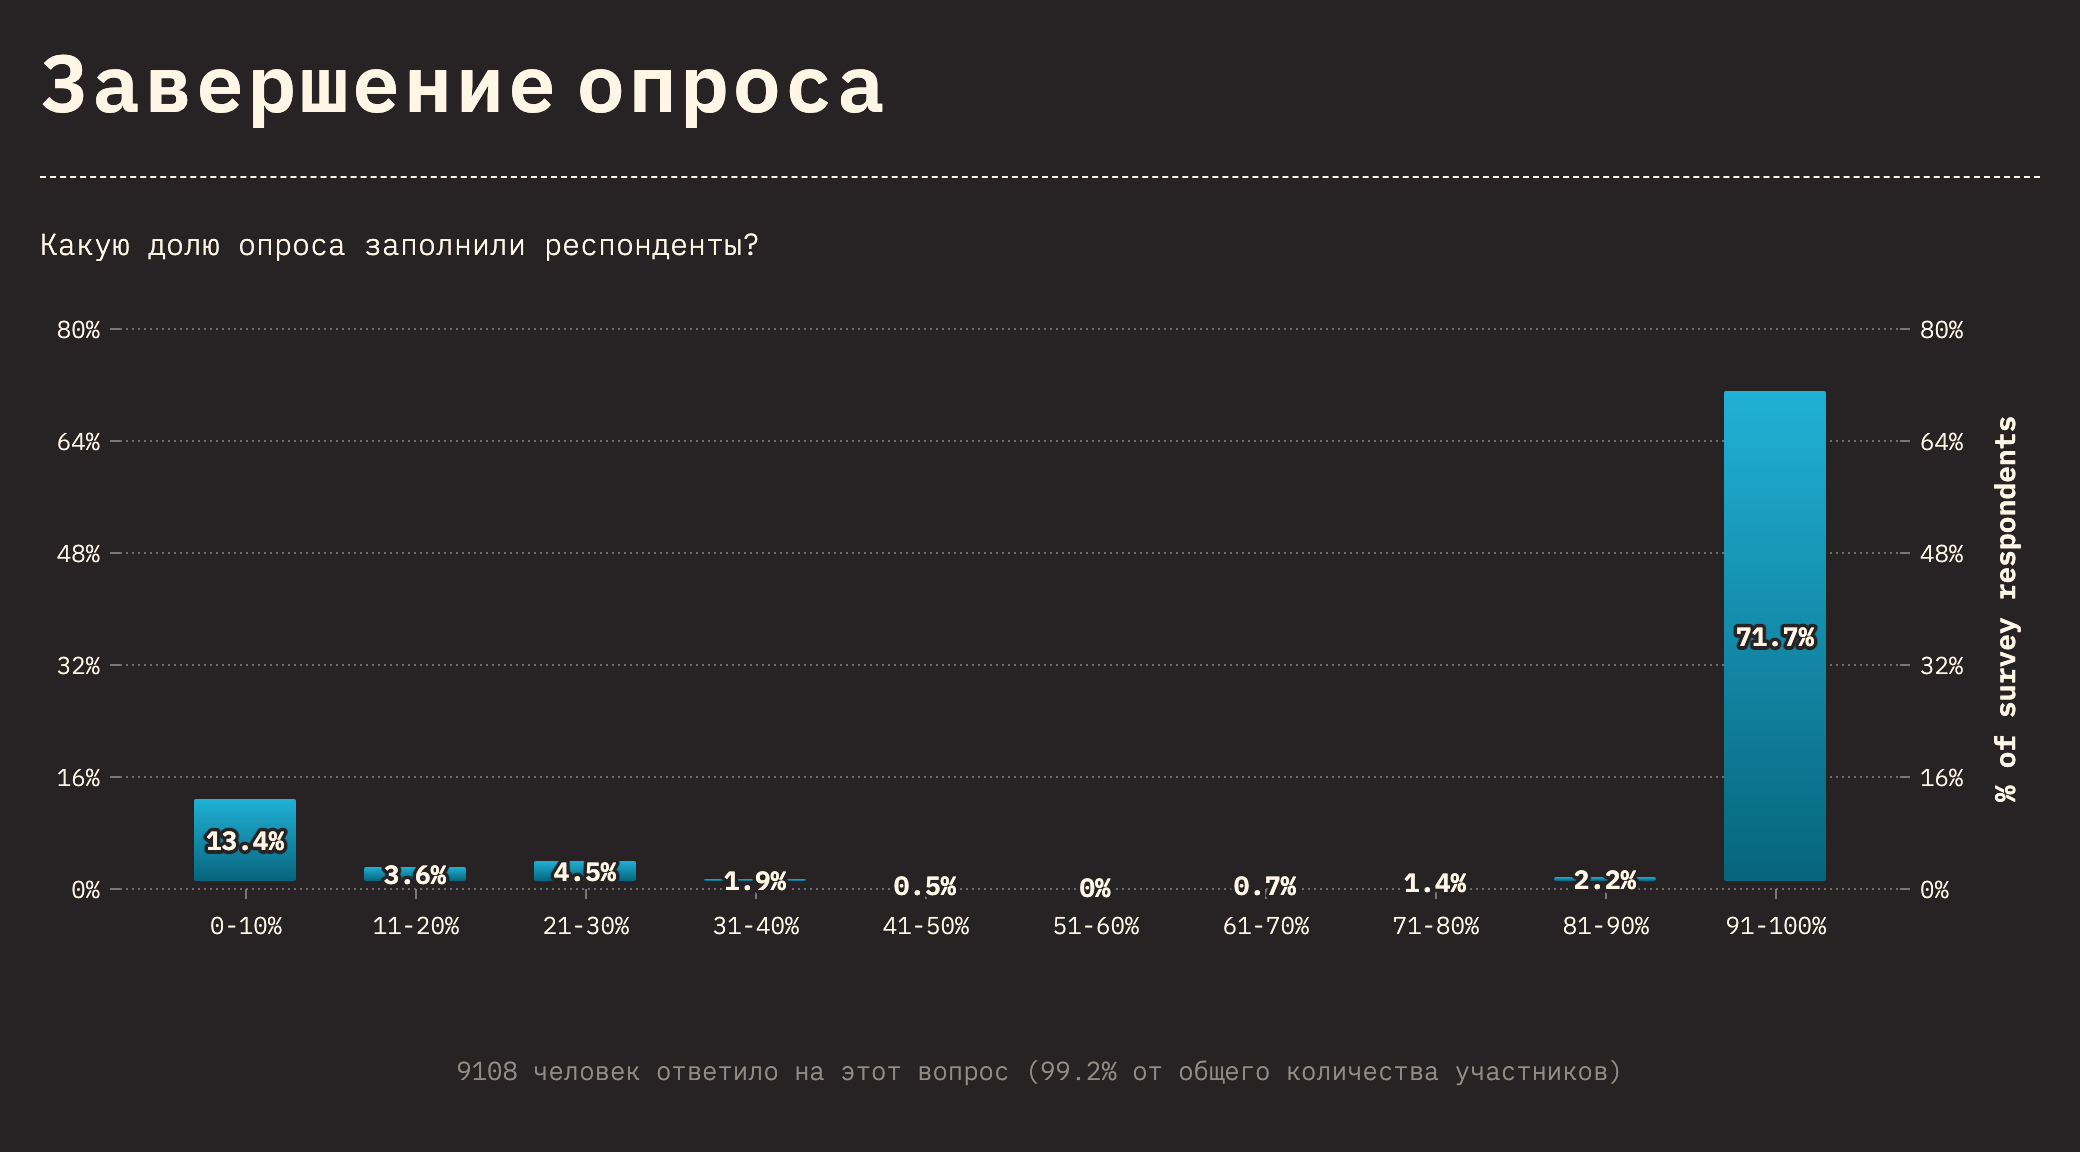 Завершение опроса
Какую долю опроса заполнили респонденты?
80% 80%
64% 64%
48% 48%
32% 32%
16% 16%
0% 0%
% of survey respoupeuts
13.4% 3.6% 4.5% 1.9% 0.5% 0% 0.7% 1.4% 2.2% 71.7%
0-10% 11-20% 21-30% 31-40% 41-50% 51-60% 61-70% 71-80% 81-90% 91-100%
9108 человек ответило на этот вопрос (99.2% от общего количества участников)